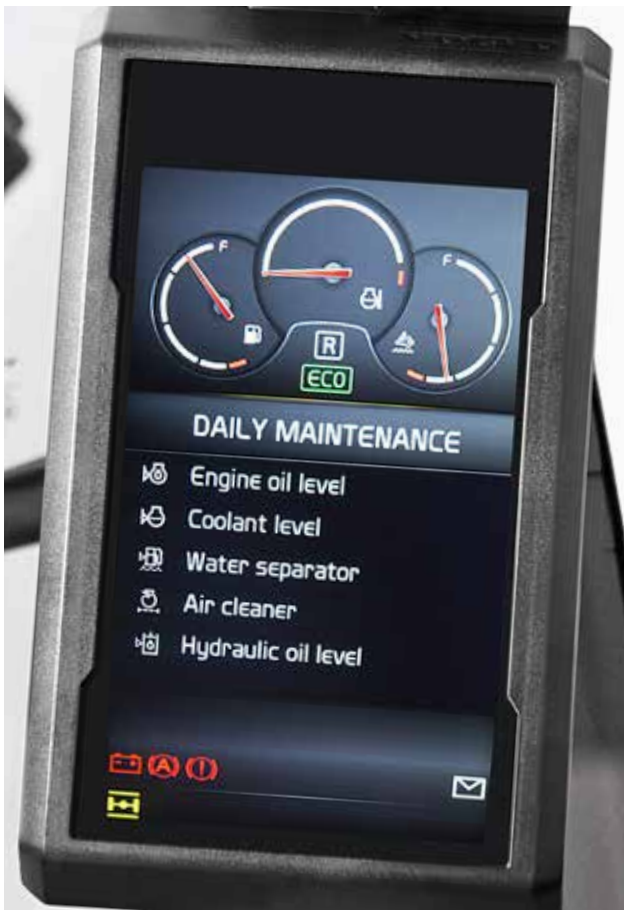 F
F
R
ECO
DAILY MAINTENANCE
Engine oil level
Coolant level
Water separator
Air cleaner
Hydraulic oil level
A